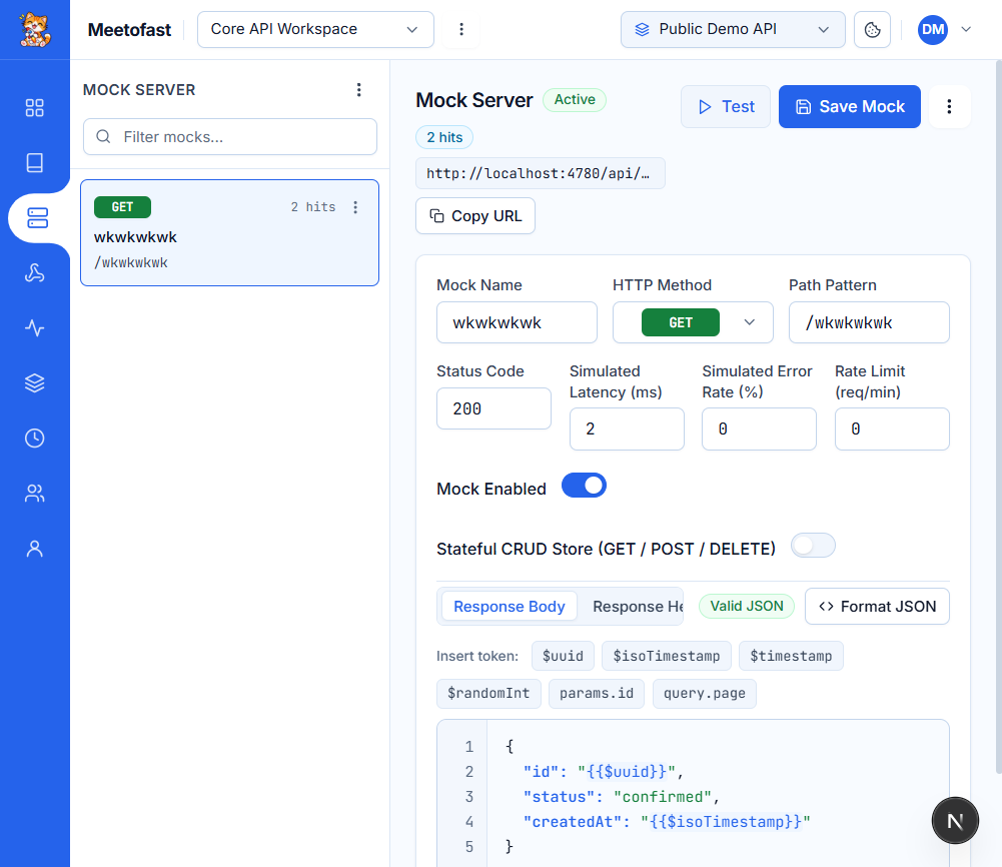 Meetofast
Core API Workspace
Public Demo API
DM
MOCK SERVER
Filter mocks...
GET
2 hits
wkwkwkwk
/wkwkwkwk
Mock Server
Active
Test
Save Mock
2 hits
http://localhost:4780/api/…
Copy URL
Mock Name
HTTP Method
Path Pattern
wkwkwkwk
GET
/wkwkwkwk
Status Code
Simulated
Latency (ms)
Simulated Error
Rate (%)
Rate Limit
(req/min)
200
2
0
0
Mock Enabled
Stateful CRUD Store (GET / POST / DELETE)
Response Body
Response He
Valid JSON
<> Format JSON
Insert token:
$uuid
$isoTimestamp
$timestamp
$randomInt
params.id
query.page
1 {
2 "id": "{{$uuid}}",
3 "status": "confirmed",
4 "createdAt": "{{$isoTimestamp}}"
5 }
N